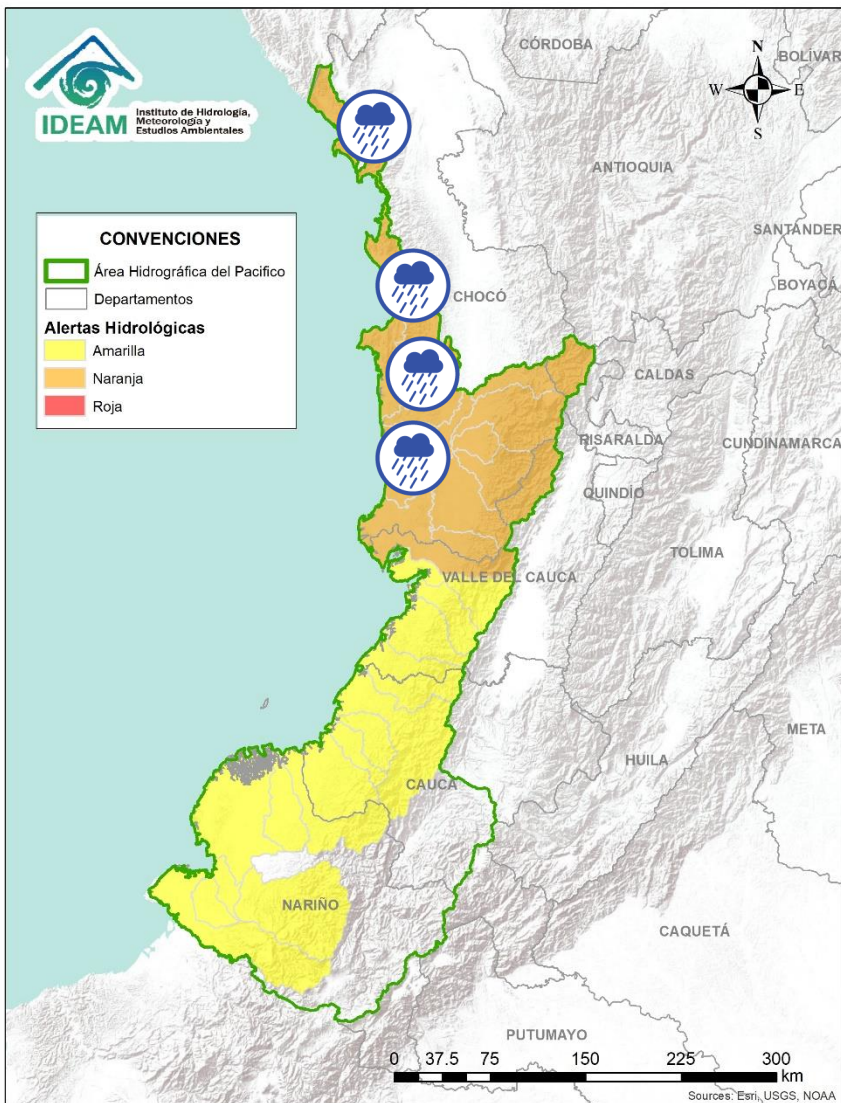 IDEAM
Instituto de Hidrología,
Meteorología y
Estudios Ambientales
CÓRDOBA
BOLÍVAR
N
W E
S
ANTIOQUIA
SANTANDER
BOYACÁ
CONVENCIONES
Área Hidrográfica del Pacifico
Departamentos
Alertas Hidrológicas
Amarilla
Naranja
Roja
CHOCÓ
CALDAS
RISARALDA
CUNDINAMARCA
QUINDÍO
TOLIMA
VALLE DEL CAUCA
META
HUILA
CAUCA
NARIÑO
CAQUETÁ
PUTUMAYO
0 37.5 75 150 225 300
km
Sources: Esri, USGS, NOAA